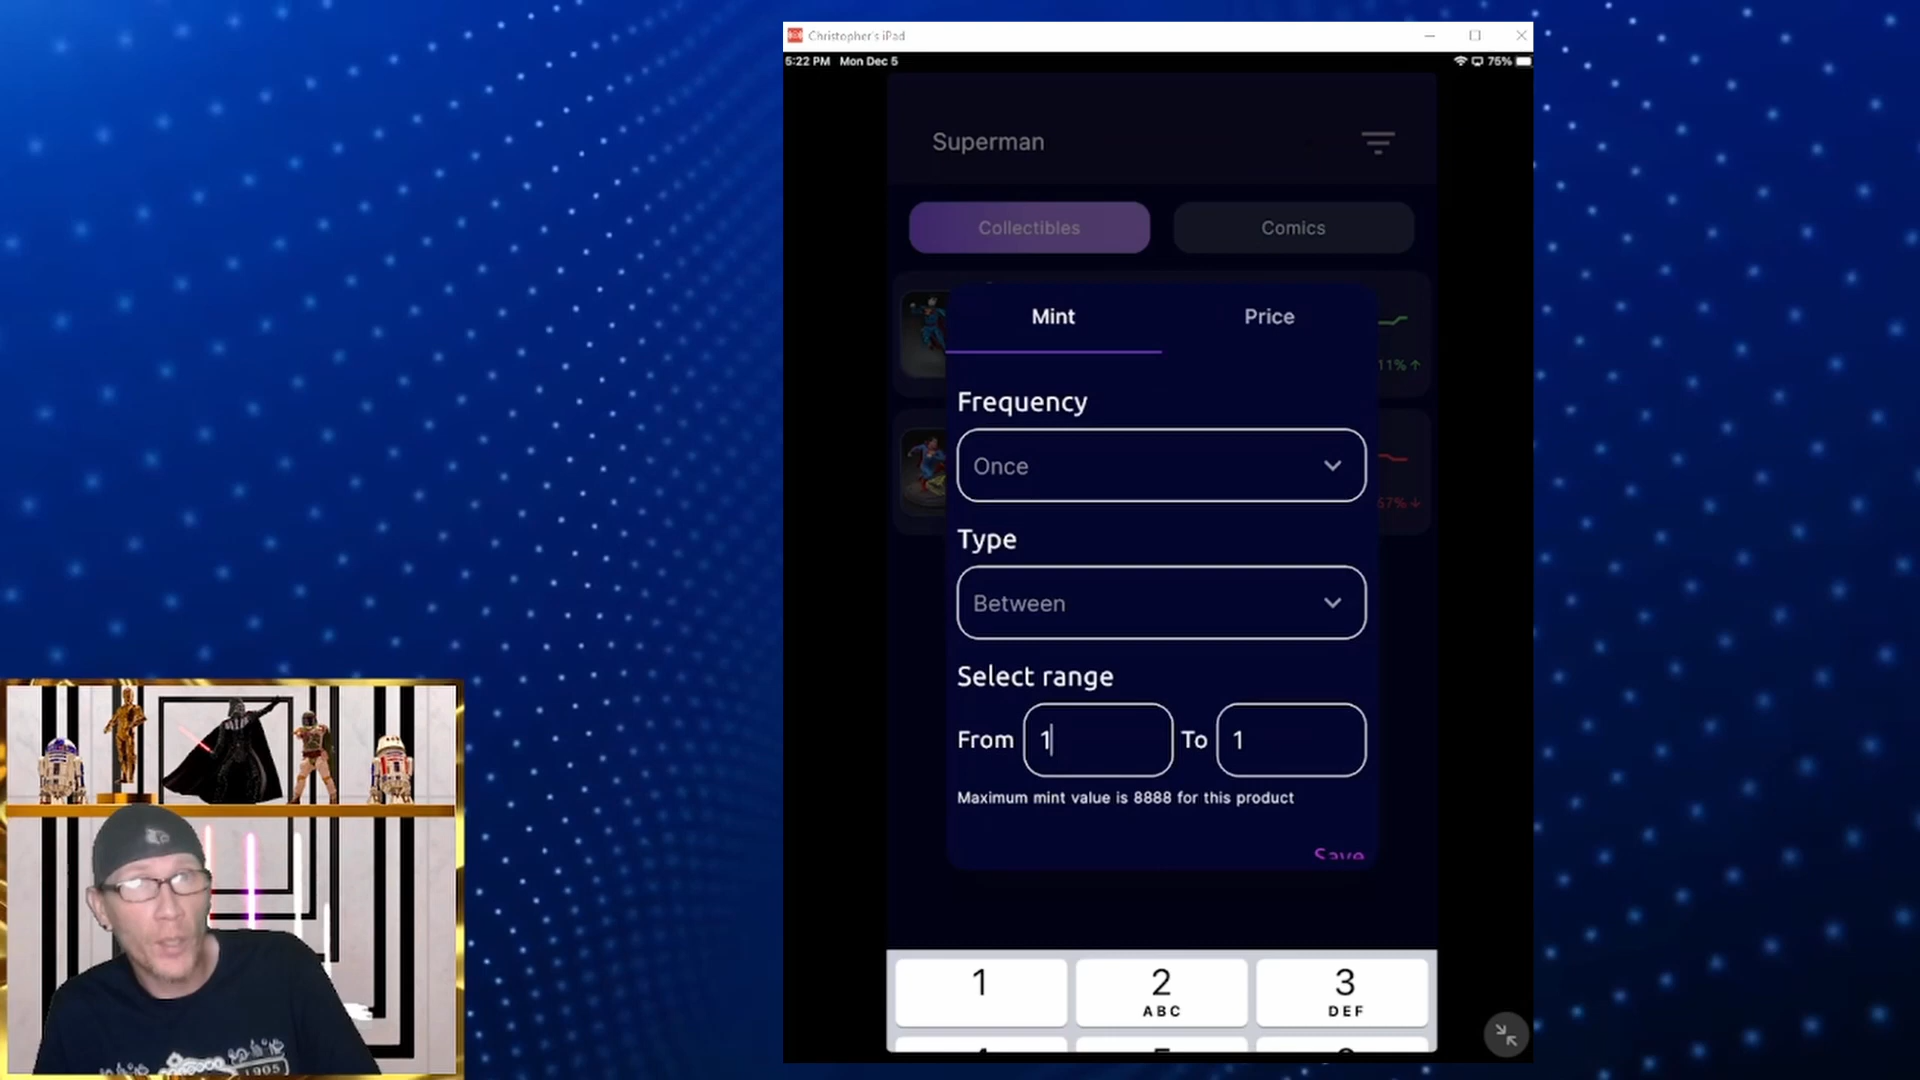 Christopher's iPad
5:22 PM Mon Dec 5
75%
Superman
Collectibles
Comics
Mint
Price
11%
Frequency
Once
67%
Type
Between
Select range
From 1 To 1
Maximum mint value is 8888 for this product
Save
1 2 3
ABC DEF
1905